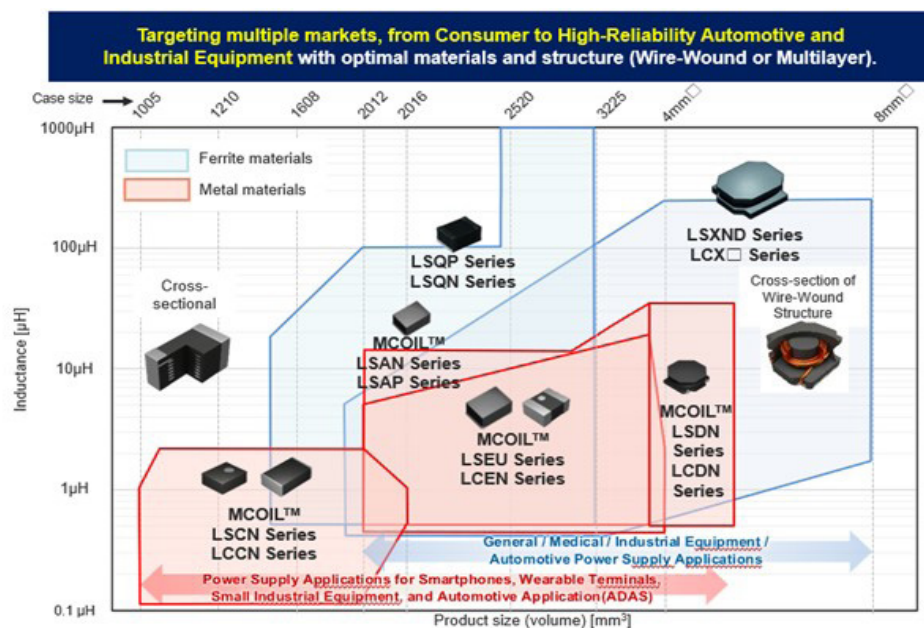 Targeting multiple markets, from Consumer to High-Reliability Automotive and
Industrial Equipment with optimal materials and structure (Wire-Wound or Multilayer).
Case size
1005
1210
1608
2012
2016
2520
3225
4mm□
8mm□
1000μH
100μH
10μH
1μH
0.1 μH
Inductance [μH]
Ferrite materials
Metal materials
Cross-
sectional
LSQP Series
LSQN Series
LSXND Series
LCX□ Series
Cross-section of
Wire-Wound
Structure
MCOIL™
LSAN Series
LSAP Series
MCOIL™
LSEU Series
LCEN Series
MCOIL™
LSDN
Series
LCDN
Series
MCOIL™
LSCN Series
LCCN Series
General / Medical / Industrial Equipment /
Automotive Power Supply Applications
Power Supply Applications for Smartphones, Wearable Terminals,
Small Industrial Equipment, and Automotive Application(ADAS)
Product size (volume) [mm³]